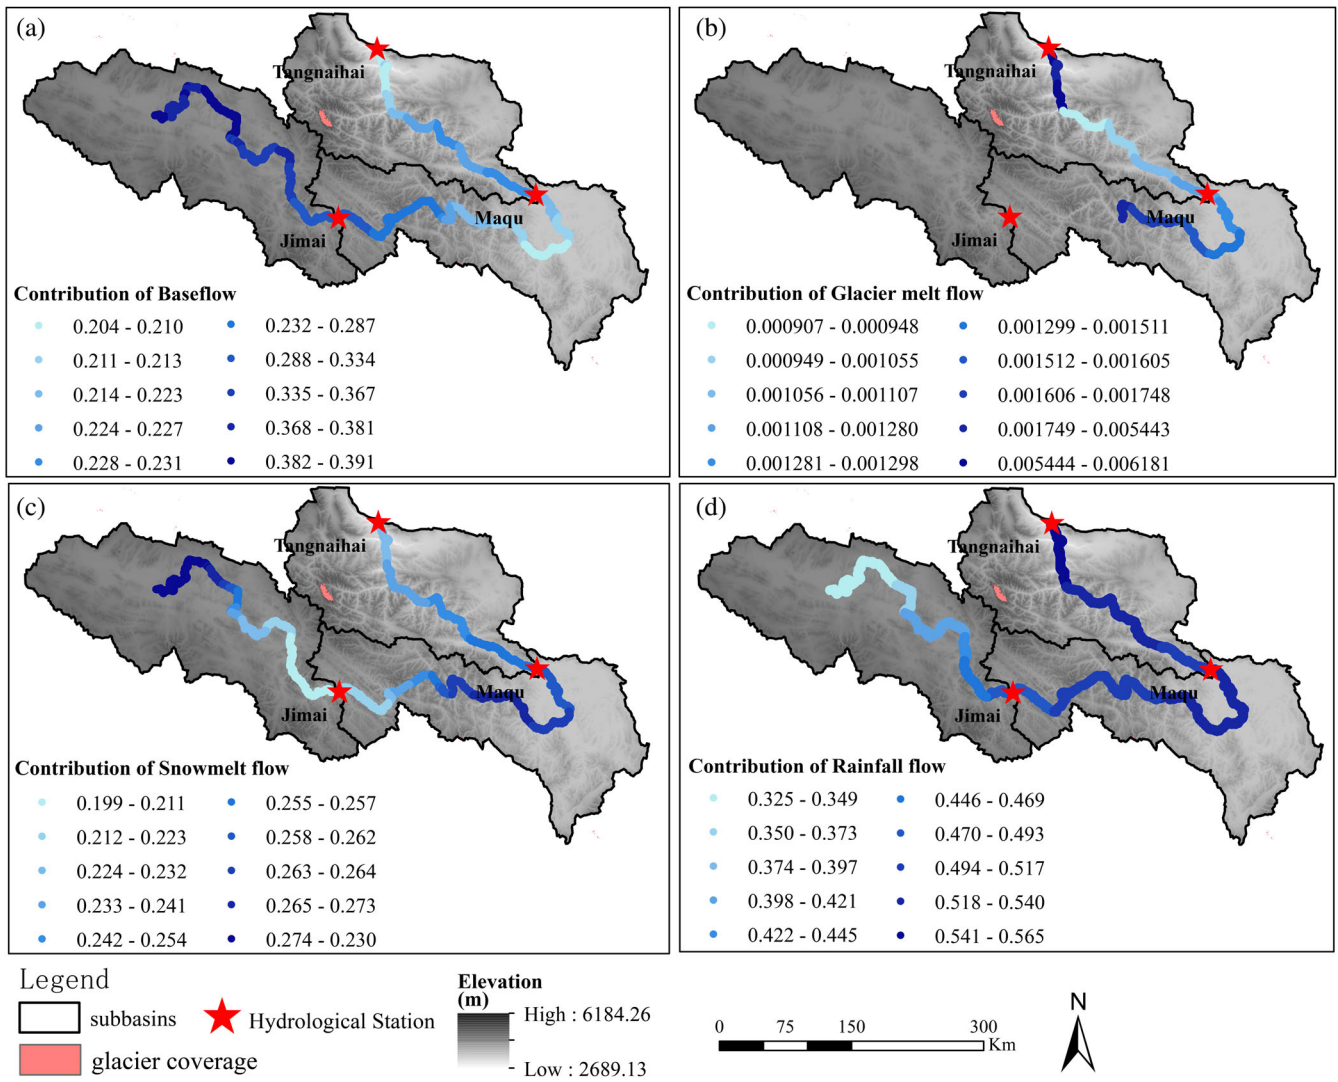 (a)
Tangnaihai
Maqu
Jimai
Contribution of Baseflow
0.204 - 0.210
0.211 - 0.213
0.214 - 0.223
0.224 - 0.227
0.228 - 0.231
0.232 - 0.287
0.288 - 0.334
0.335 - 0.367
0.368 - 0.381
0.382 - 0.391
(b)
Tangnaihai
Maqu
Jimai
Contribution of Glacier melt flow
0.000907 - 0.000948
0.000949 - 0.001055
0.001056 - 0.001107
0.001108 - 0.001280
0.001281 - 0.001298
0.001299 - 0.001511
0.001512 - 0.001605
0.001606 - 0.001748
0.001749 - 0.005443
0.005444 - 0.006181
(c)
Tangnaihai
Maqu
Jimai
Contribution of Snowmelt flow
0.199 - 0.211
0.212 - 0.223
0.224 - 0.232
0.233 - 0.241
0.242 - 0.254
0.255 - 0.257
0.258 - 0.262
0.263 - 0.264
0.265 - 0.273
0.274 - 0.230
(d)
Tangnaihai
Maqu
Jimai
Contribution of Rainfall flow
0.325 - 0.349
0.350 - 0.373
0.374 - 0.397
0.398 - 0.421
0.422 - 0.445
0.446 - 0.469
0.470 - 0.493
0.494 - 0.517
0.518 - 0.540
0.541 - 0.565
Legend
subbasins
Hydrological Station
glacier coverage
Elevation
(m)
High : 6184.26
Low : 2689.13
0 75 150 300
Km
N